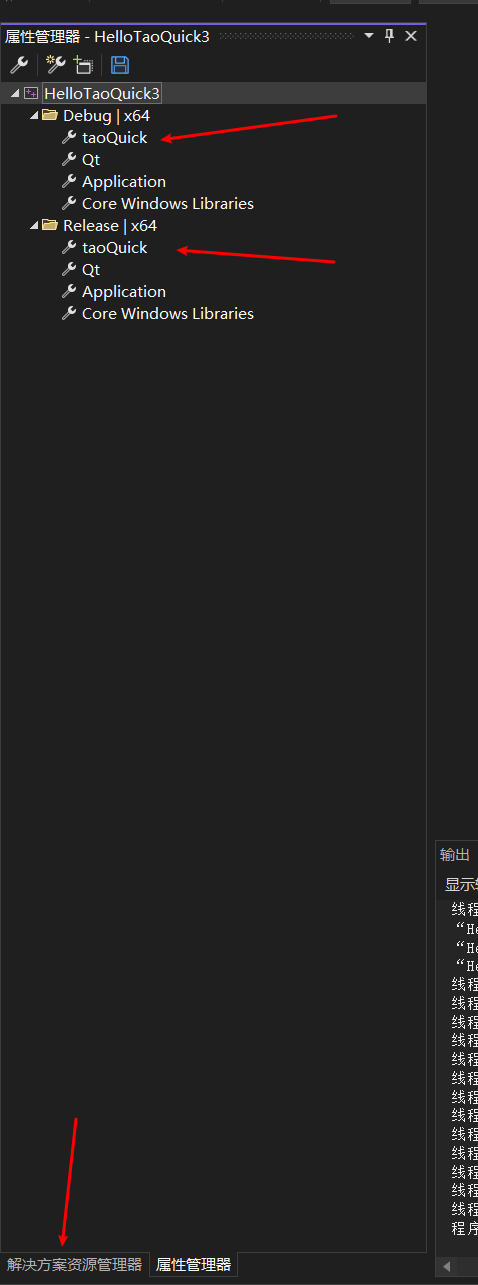 属性管理器 - HelloTaoQuick3
HelloTaoQuick3
Debug | x64
taoQuick
Qt
Application
Core Windows Libraries
Release | x64
taoQuick
Qt
Application
Core Windows Libraries
输出
显示
线程
“He
“He
“He
线程
线程
线程
线程
线程
线程
线程
线程
线程
线程
线程
线程
线程
程序
解决方案资源管理器
属性管理器